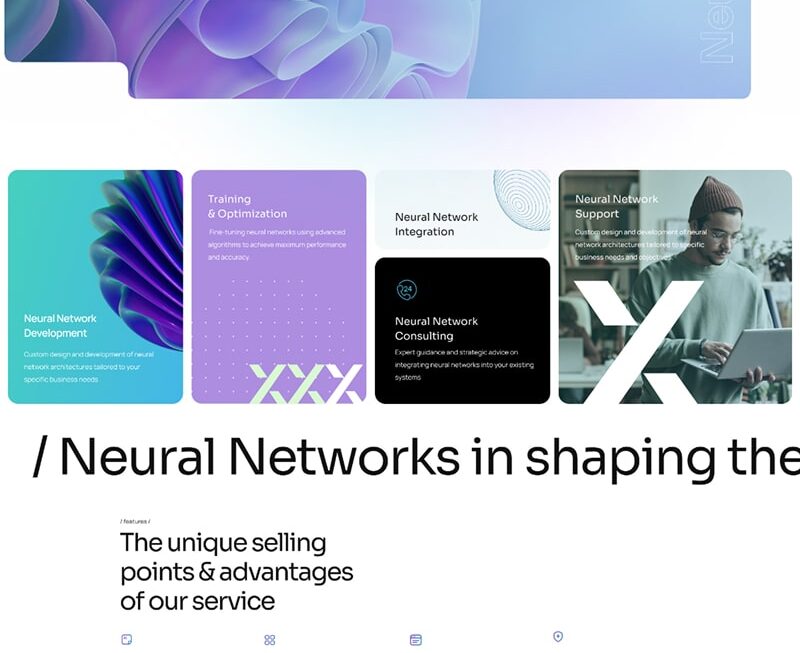 Neu
Training
& Optimization
Fine-tuning neural networks using advanced
algorithms to achieve maximum performance
and accuracy.
Neural Network
Integration
Neural Network
Support
Custom design and development of neural
network architectures tailored to specific
business needs and objectives
Neural Network
Development
Custom design and development of neural
network architectures tailored to your
specific business needs
724
Neural Network
Consulting
Expert guidance and strategic advice on
integrating neural networks into your existing
systems
/ Neural Networks in shaping the
/ features /
The unique selling
points & advantages
of our service